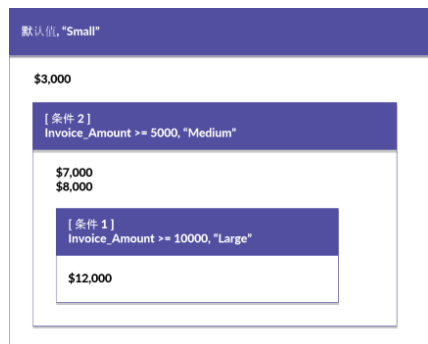 默认值, "Small"
$3,000
[ 条件 2 ]
Invoice_Amount >= 5000, "Medium"
$7,000
$8,000
[ 条件 1 ]
Invoice_Amount >= 10000, "Large"
$12,000